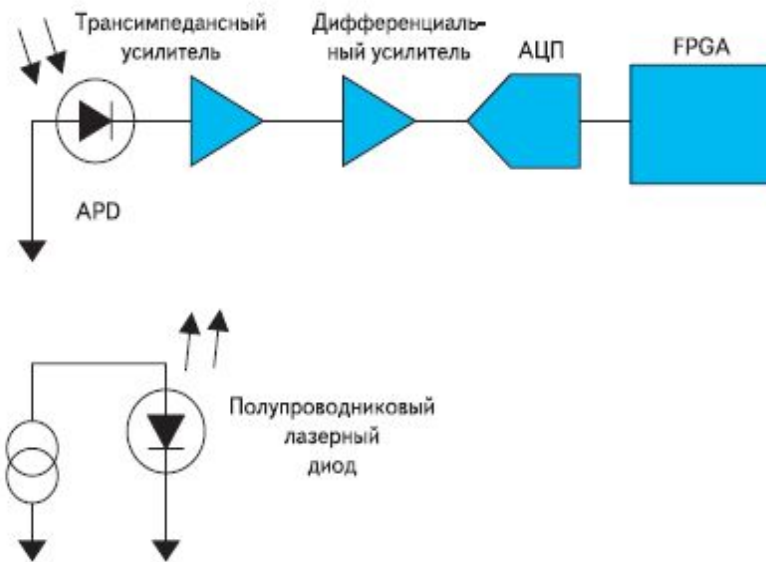 Трансимпедансный
усилитель
Дифференциаль-
ный усилитель
АЦП
FPGA
APD
Полупроводниковый
лазерный
диод